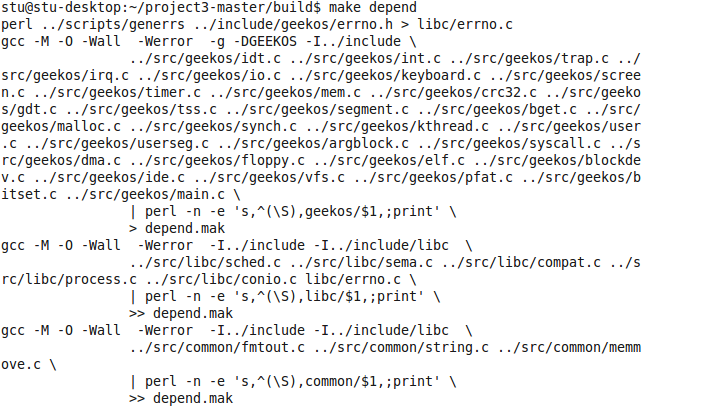 stu@stu-desktop:~/project3-master/build$ make depend
perl ../scripts/generrs ../include/geekos/errno.h > libc/errno.c
gcc -M -O -Wall  -Werror  -g -DGEEKOS -I../include \
                ../src/geekos/idt.c ../src/geekos/int.c ../src/geekos/trap.c ../
src/geekos/irq.c ../src/geekos/io.c ../src/geekos/keyboard.c ../src/geekos/scree
n.c ../src/geekos/timer.c ../src/geekos/mem.c ../src/geekos/crc32.c ../src/geeko
s/gdt.c ../src/geekos/tss.c ../src/geekos/segment.c ../src/geekos/bget.c ../src/
geekos/malloc.c ../src/geekos/synch.c ../src/geekos/kthread.c ../src/geekos/user
.c ../src/geekos/userseg.c ../src/geekos/argblock.c ../src/geekos/syscall.c ../s
rc/geekos/dma.c ../src/geekos/floppy.c ../src/geekos/elf.c ../src/geekos/blockde
v.c ../src/geekos/ide.c ../src/geekos/vfs.c ../src/geekos/pfat.c ../src/geekos/b
itset.c ../src/geekos/main.c \
                | perl -n -e 's,^(\S),geekos/$1,;print' \
                > depend.mak
gcc -M -O -Wall  -Werror  -I../include -I../include/libc  \
                ../src/libc/sched.c ../src/libc/sema.c ../src/libc/compat.c ../s
rc/libc/process.c ../src/libc/conio.c libc/errno.c \
                | perl -n -e 's,^(\S),libc/$1,;print' \
                >> depend.mak
gcc -M -O -Wall  -Werror  -I../include -I../include/libc  \
                ../src/common/fmtout.c ../src/common/string.c ../src/common/memm
ove.c \
                | perl -n -e 's,^(\S),common/$1,;print' \
                >> depend.mak